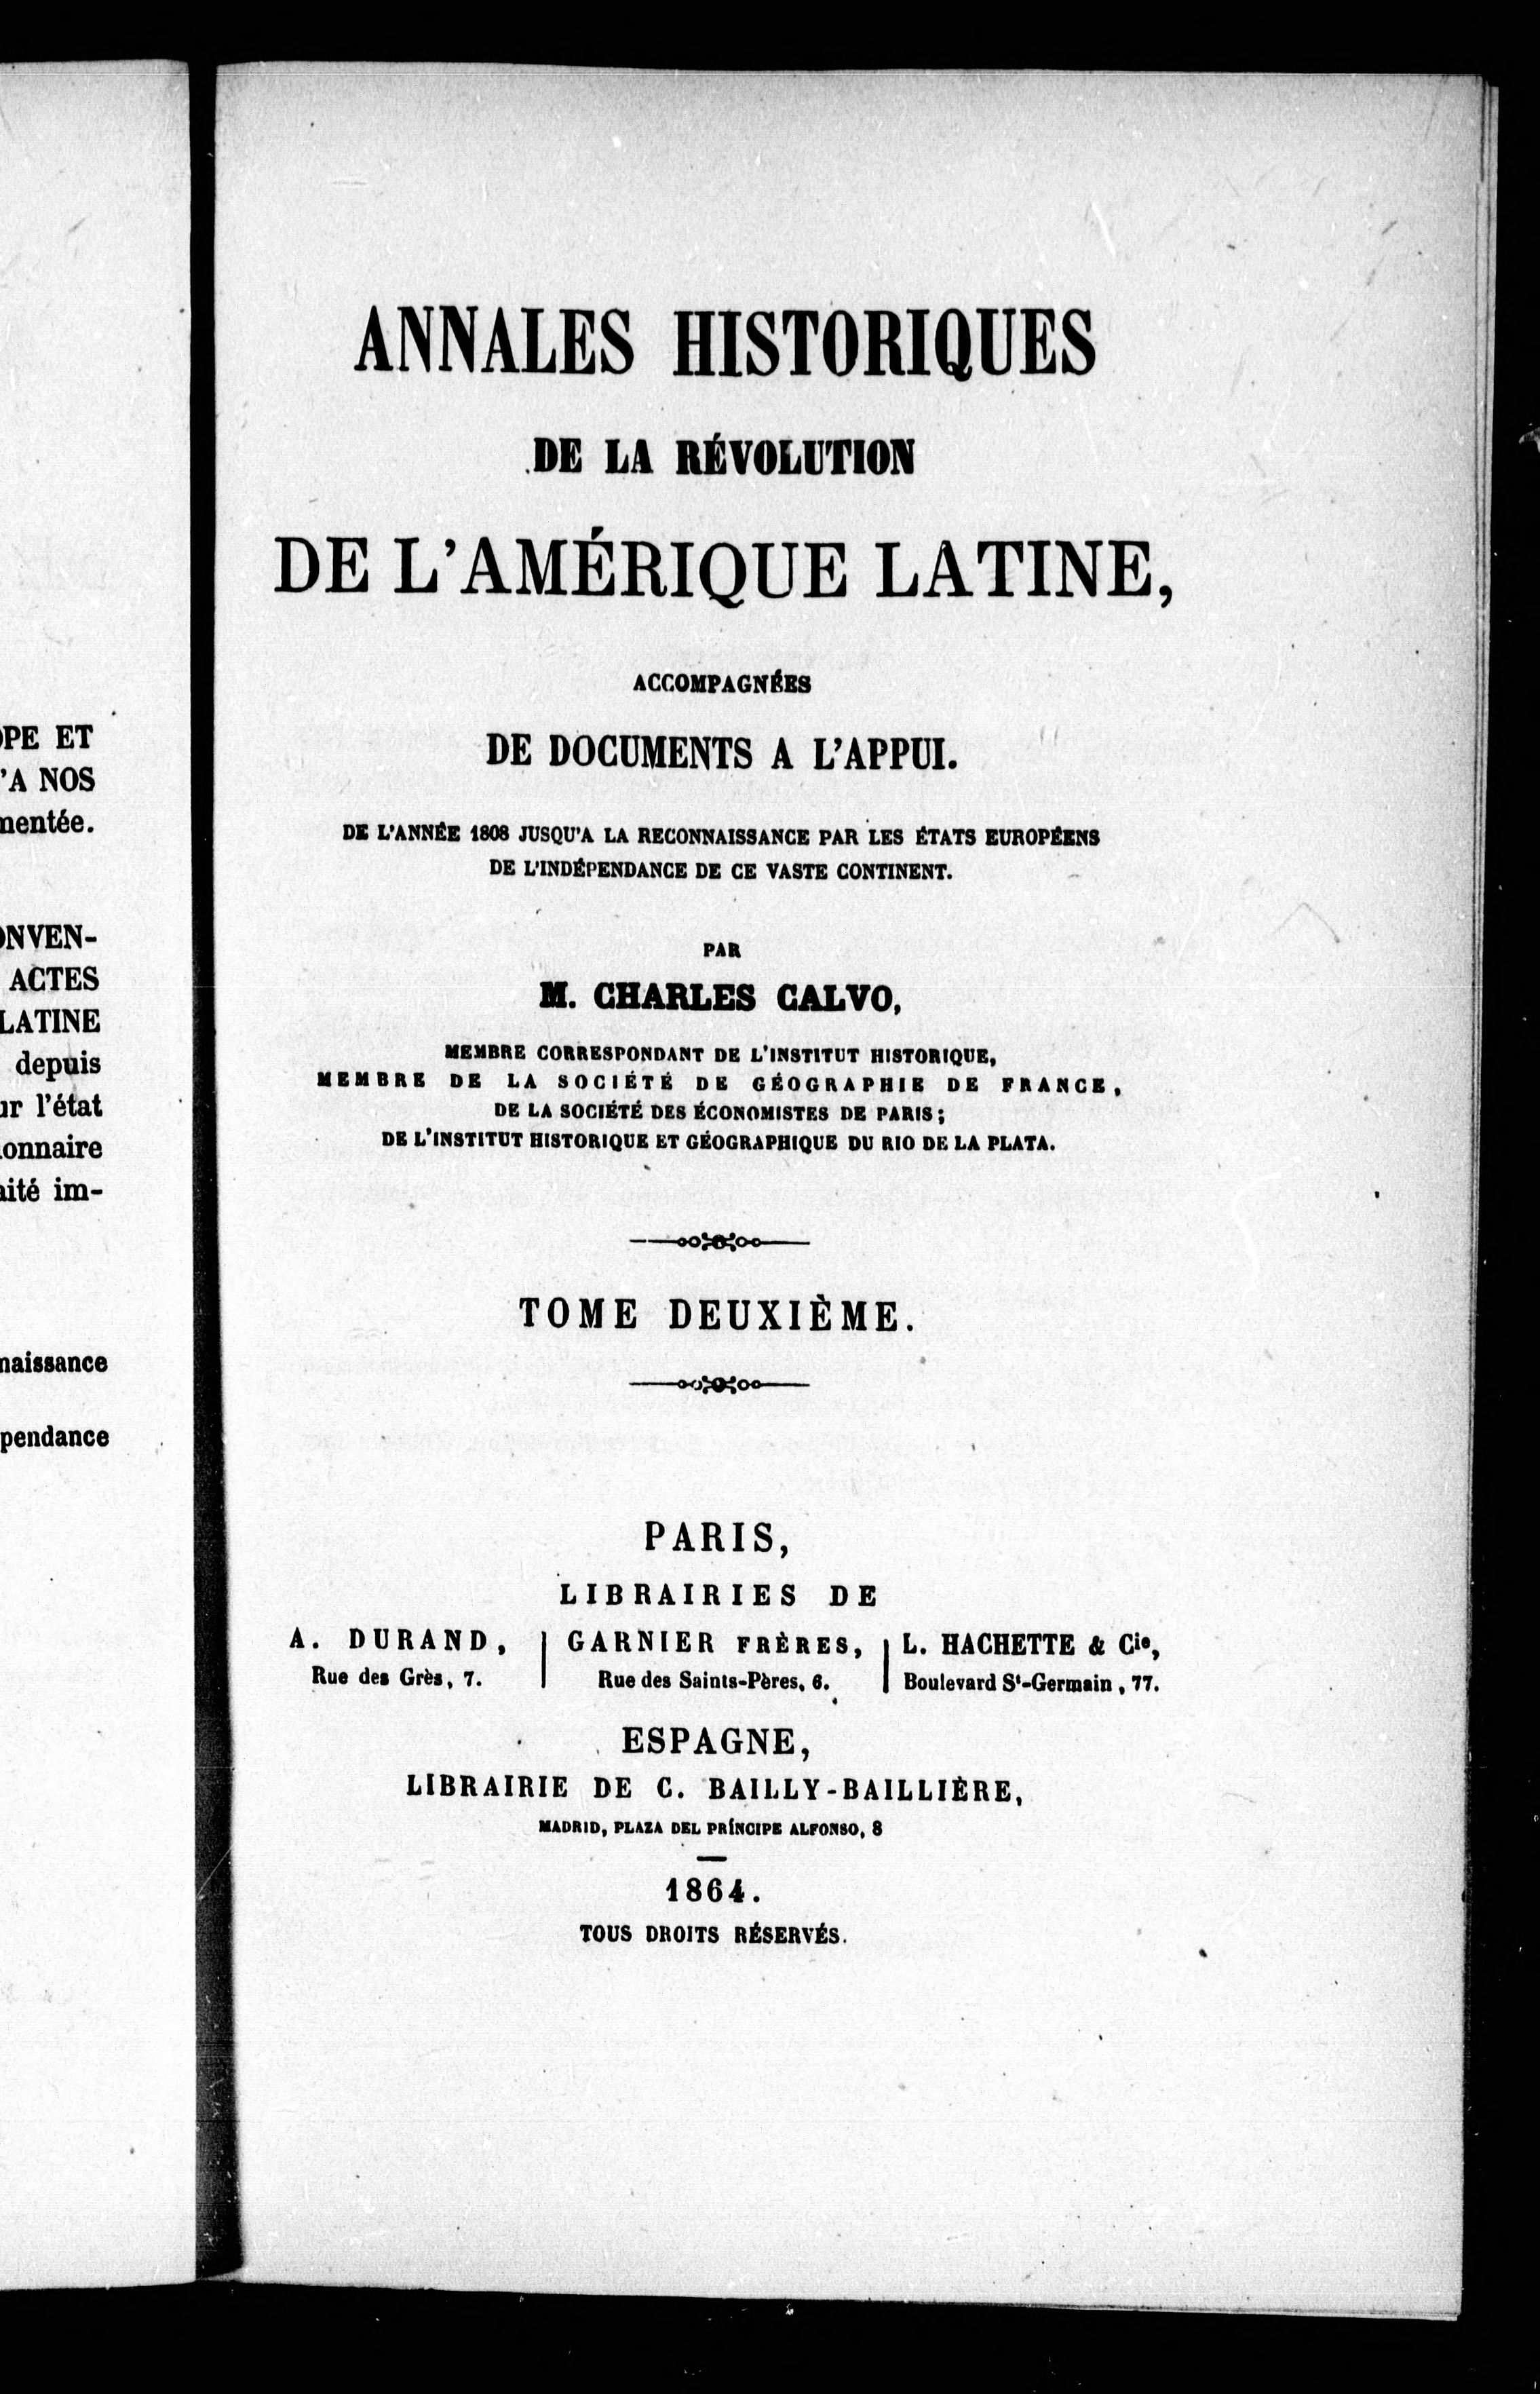 OPE ET
'A NOS
mentée.
ONVEN-
ACTES
LATINE
depuis
ur l'état
ionnaire
aité im-
naissance
pendance
ANNALES HISTORIQUES
DE LA RÉVOLUTION
DE L'AMÉRIQUE LATINE,
ACCOMPAGNÉES
DE DOCUMENTS A L'APPUI.
DE L'ANNÉE 1808 JUSQU'A LA RECONNAISSANCE PAR LES ÉTATS EUROPÉENS
DE L'INDÉPENDANCE DE CE VASTE CONTINENT.
PAR
M. CHARLES CALVO,
MEMBRE CORRESPONDANT DE L'INSTITUT HISTORIQUE,
MEMBRE DE LA SOCIÉTÉ DE GÉOGRAPHIE DE FRANCE,
DE LA SOCIÉTÉ DES ÉCONOMISTES DE PARIS;
DE L'INSTITUT HISTORIQUE ET GÉOGRAPHIQUE DU RIO DE LA PLATA.
TOME DEUXIÈME.
PARIS,
LIBRAIRIES DE
A. DURAND,
Rue des Grès, 7.
GARNIER FRÈRES,
Rue des Saints-Pères, 6.
L. HACHETTE & Cie,
Boulevard St-Germain, 77.
ESPAGNE,
LIBRAIRIE DE C. BAILLY-BAILLIÈRE,
MADRID, PLAZA DEL PRÍNCIPE ALFONSO, 8
1864.
TOUS DROITS RÉSERVÉS.